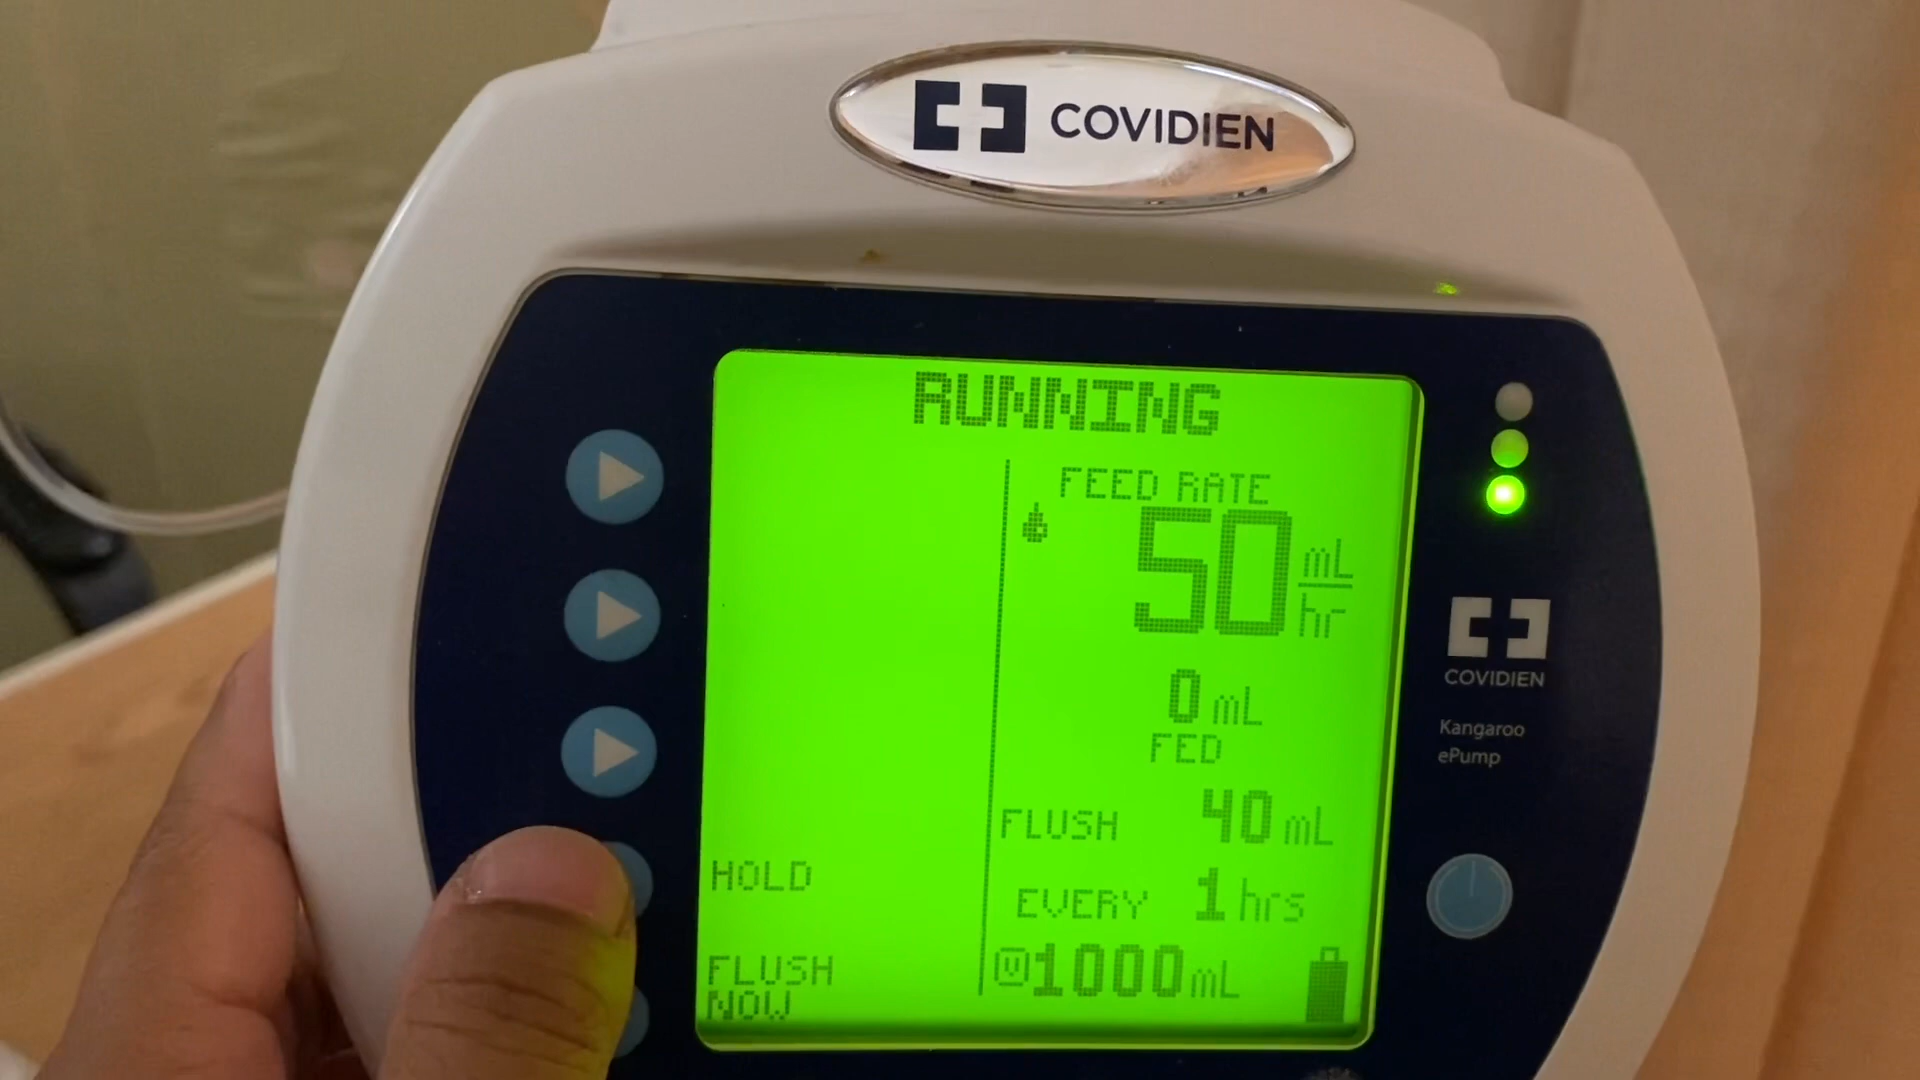 COVIDIEN
RUNNING
FEED RATE
50 mL/hr
0 mL
FED
FLUSH 40 mL
HOLD
EVERY 1 hrs
1000 mL
FLUSH
NOW
COVIDIEN
Kangaroo
ePump